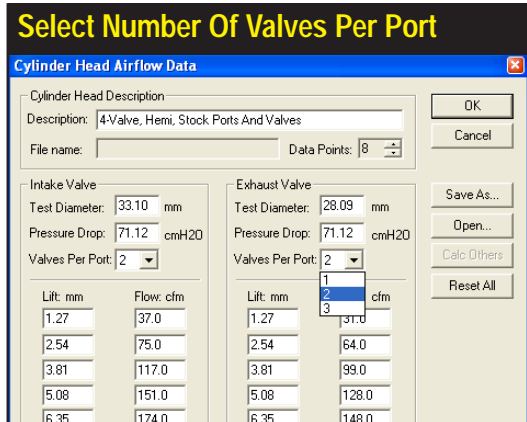 Select Number Of Valves Per Port
Cylinder Head Airflow Data
Cylinder Head Description
Description: 4-Valve, Hemi, Stock Ports And Valves
File name: Data Points: 8
OK
Cancel
Intake Valve
Test Diameter: 33.10 mm
Pressure Drop: 71.12 cmH2O
Valves Per Port: 2
Lift: mm Flow: cfm
1.27 37.0
2.54 75.0
3.81 117.0
5.08 151.0
6.35 174.0
Exhaust Valve
Test Diameter: 28.09 mm
Pressure Drop: 71.12 cmH2O
Valves Per Port: 2
1
2
3
Lift: mm cfm
1.27 31.0
2.54 64.0
3.81 99.0
5.08 128.0
6.35 148.0
Save As...
Open...
Calc Others
Reset All